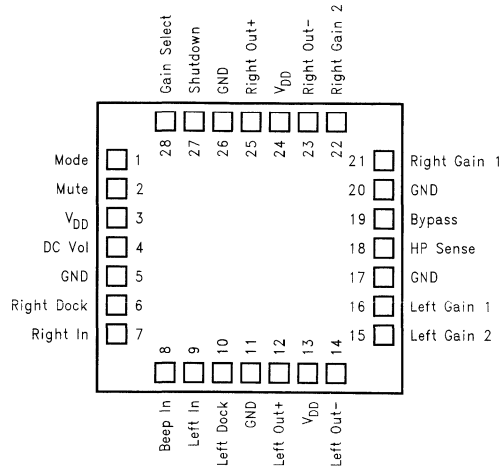 Gain Select
Shutdown
GND
Right Out+
VDD
Right Out-
Right Gain 2
28 27 26 25 24 23 22
Mode 1
Mute 2
VDD 3
DC Vol 4
GND 5
Right Dock 6
Right In 7
21 Right Gain 1
20 GND
19 Bypass
18 HP Sense
17 GND
16 Left Gain 1
15 Left Gain 2
8 9 10 11 12 13 14
Beep In
Left In
Left Dock
GND
Left Out+
VDD
Left Out-